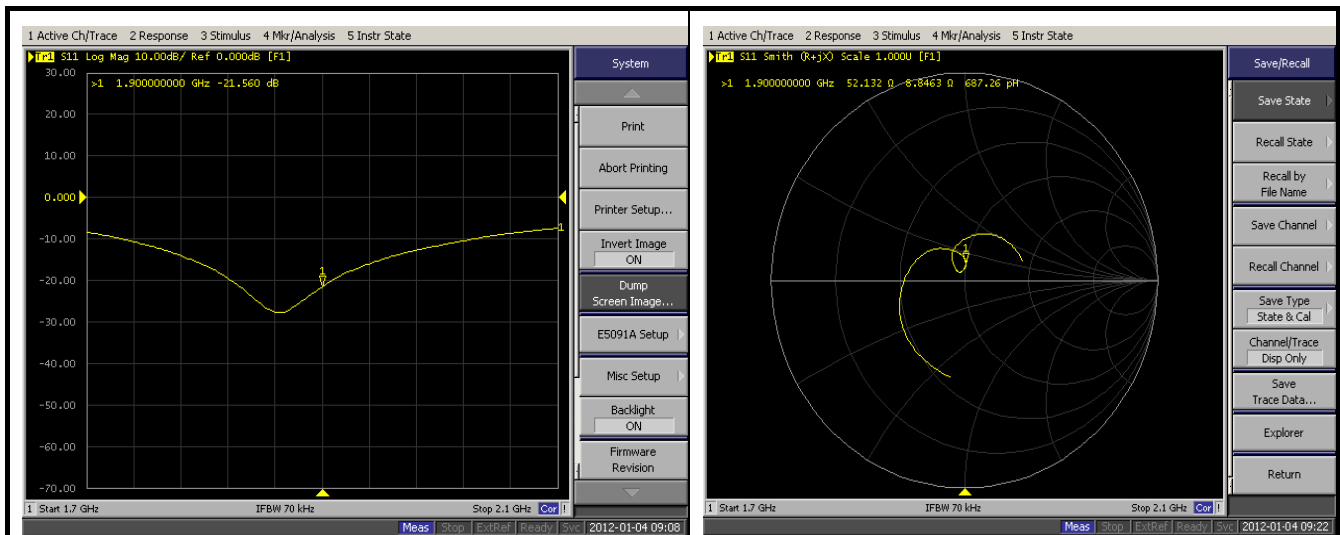 1 Active Ch/Trace 2 Response 3 Stimulus 4 Mkr/Analysis 5 Instr State
Tr1 S11 Log Mag 10.00dB/ Ref 0.000dB [F1]
>1 1.900000000 GHz -21.560 dB
30.00
20.00
10.00
0.000
-10.00
-20.00
-30.00
-40.00
-50.00
-60.00
-70.00
1
1
1 Start 1.7 GHz IFBW 70 kHz Stop 2.1 GHz Cor !
System
Print
Abort Printing
Printer Setup...
Invert Image
ON
Dump
Screen Image...
E5091A Setup
Misc Setup
Backlight
ON
Firmware
Revision
Meas Stop ExtRef Ready Svc 2012-01-04 09:08
1 Active Ch/Trace 2 Response 3 Stimulus 4 Mkr/Analysis 5 Instr State
Tr1 S11 Smith (R+jX) Scale 1.000U [F1]
>1 1.900000000 GHz 52.132 Ω 8.8463 Ω 687.26 pH
1
1 Start 1.7 GHz IFBW 70 kHz Stop 2.1 GHz Cor !
Save/Recall
Save State
Recall State
Recall by
File Name
Save Channel
Recall Channel
Save Type
State & Cal
Channel/Trace
Disp Only
Save
Trace Data...
Explorer
Return
Meas Stop ExtRef Ready Svc 2012-01-04 09:22